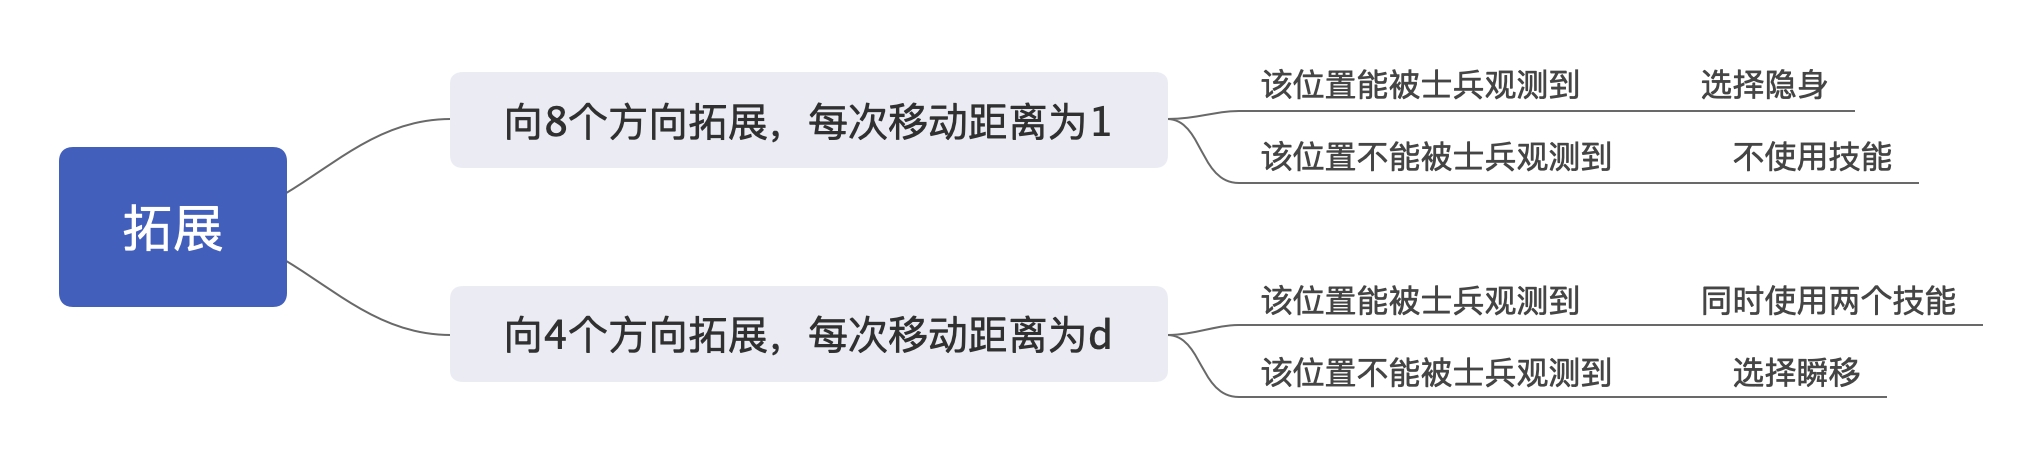 拓展
向8个方向拓展，每次移动距离为1
该位置能被士兵观测到 选择隐身
该位置不能被士兵观测到 不使用技能
向4个方向拓展，每次移动距离为d
该位置能被士兵观测到 同时使用两个技能
该位置不能被士兵观测到 选择瞬移